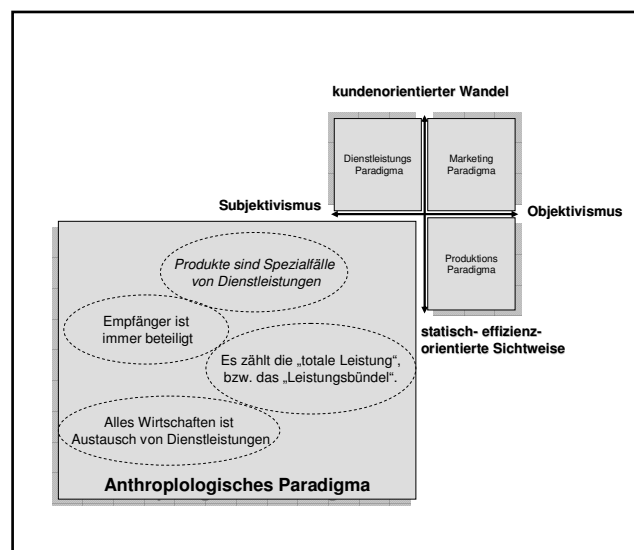 kundenorientierter Wandel
Dienstleistungs
Paradigma
Marketing
Paradigma
Subjektivismus
Objektivismus
Produktions
Paradigma
statisch- effizienz-
orientierte Sichtweise
Produkte sind Spezialfälle
von Dienstleistungen
Empfänger ist
immer beteiligt
Es zählt die „totale Leistung“,
bzw. das „Leistungsbündel“.
Alles Wirtschaften ist
Austausch von Dienstleistungen
Anthroplologisches Paradigma